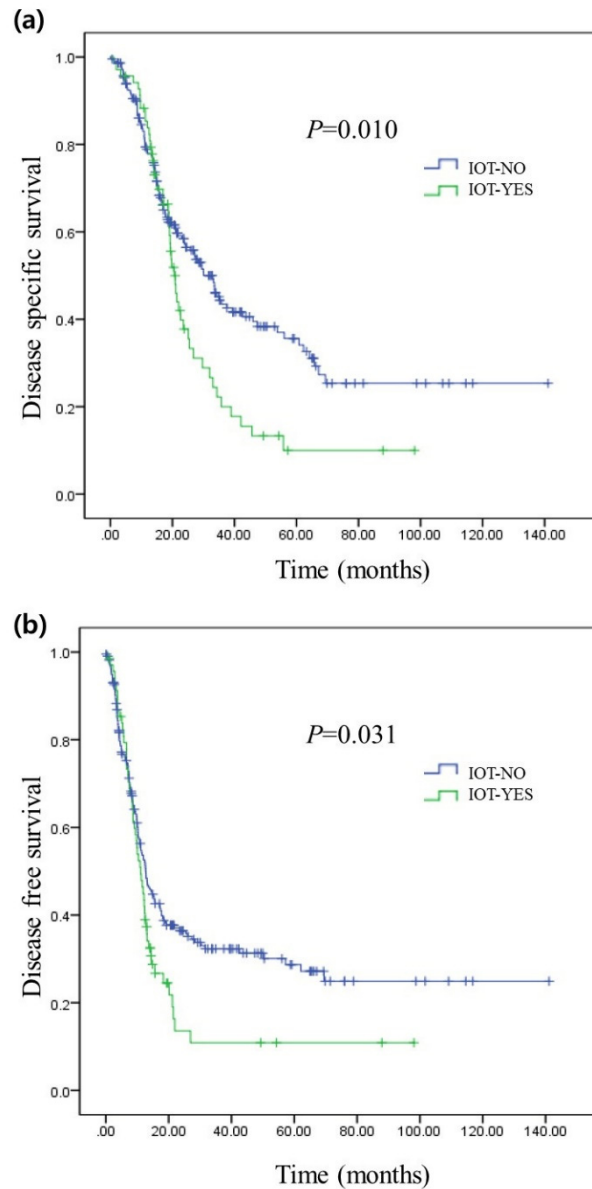 (a)
1.0
0.8
0.6
0.4
0.2
0.0
Disease specific survival
P=0.010
IOT-NO
IOT-YES
.00 20.00 40.00 60.00 80.00 100.00 120.00 140.00
Time (months)
(b)
1.0
0.8
0.6
0.4
0.2
0.0
Disease free survival
P=0.031
IOT-NO
IOT-YES
.00 20.00 40.00 60.00 80.00 100.00 120.00 140.00
Time (months)